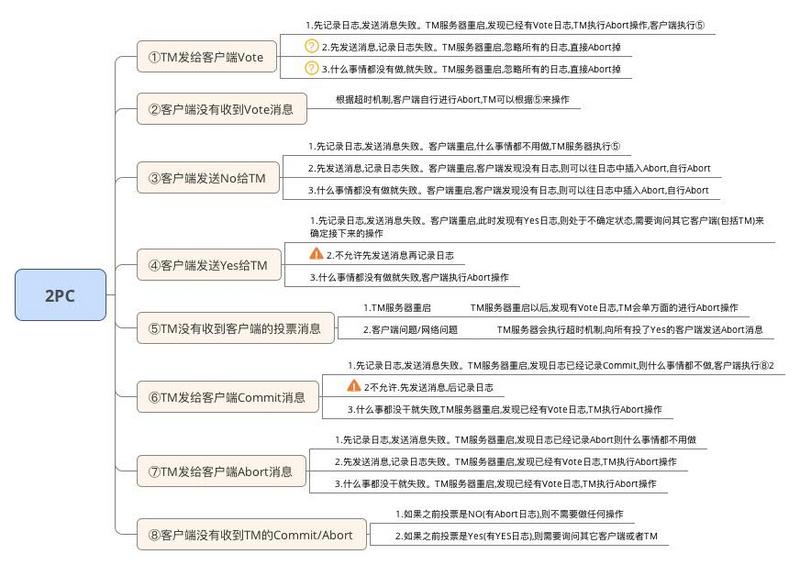 2PC
①TM发给客户端Vote
1.先记录日志,发送消息失败。TM服务器重启,发现已经有Vote日志,TM执行Abort操作,客户端执行⑤
2.先发送消息,记录日志失败。TM服务器重启,忽略所有的日志,直接Abort掉
3.什么事情都没有做,就失败。TM服务器重启,忽略所有的日志,直接Abort掉
②客户端没有收到Vote消息
根据超时机制,客户端自行进行Abort,TM可以根据⑤来操作
③客户端发送No给TM
1.先记录日志,发送消息失败。客户端重启,什么事情都不用做,TM服务器执行⑤
2.先发送消息,记录日志失败。客户端重启,客户端发现没有日志,则可以往日志中插入Abort,自行Abort
3.什么事情都没有做就失败。客户端重启,客户端发现没有日志,则可以往日志中插入Abort,自行Abort
④客户端发送Yes给TM
1.先记录日志,发送消息失败。客户端重启,此时发现有Yes日志,则处于不确定状态,需要询问其它客户端(包括TM)来
确定接下来的操作
2.不允许先发送消息再记录日志
3.什么事情都没有做就失败,客户端执行Abort操作
⑤TM没有收到客户端的投票消息
1.TM服务器重启 TM服务器重启以后,发现有Vote日志,TM会单方面的进行Abort操作
2.客户端问题/网络问题 TM服务器会执行超时机制,向所有投了Yes的客户端发送Abort消息
⑥TM发给客户端Commit消息
1.先记录日志,发送消息失败。TM服务器重启,发现日志已经记录Commit,则什么事情都不做,客户端执行⑧2
2不允许.先发送消息,后记录日志
3.什么事都没干就失败,TM服务器重启,发现已经有Vote日志,TM执行Abort操作
⑦TM发给客户端Abort消息
1.先记录日志,发送消息失败。TM服务器重启,发现日志已经记录Abort则什么事情都不用做
2.先发送消息,记录日志失败。TM服务器重启,发现已经有Vote日志,TM执行Abort操作
3.什么事都没干就失败。TM服务器重启,发现已经有Vote日志,TM执行Abort操作
⑧客户端没有收到TM的Commit/Abort
1.如果之前投票是NO(有Abort日志),则不需要做任何操作
2.如果之前投票是Yes(有YES日志),则需要询问其它客户端或者TM